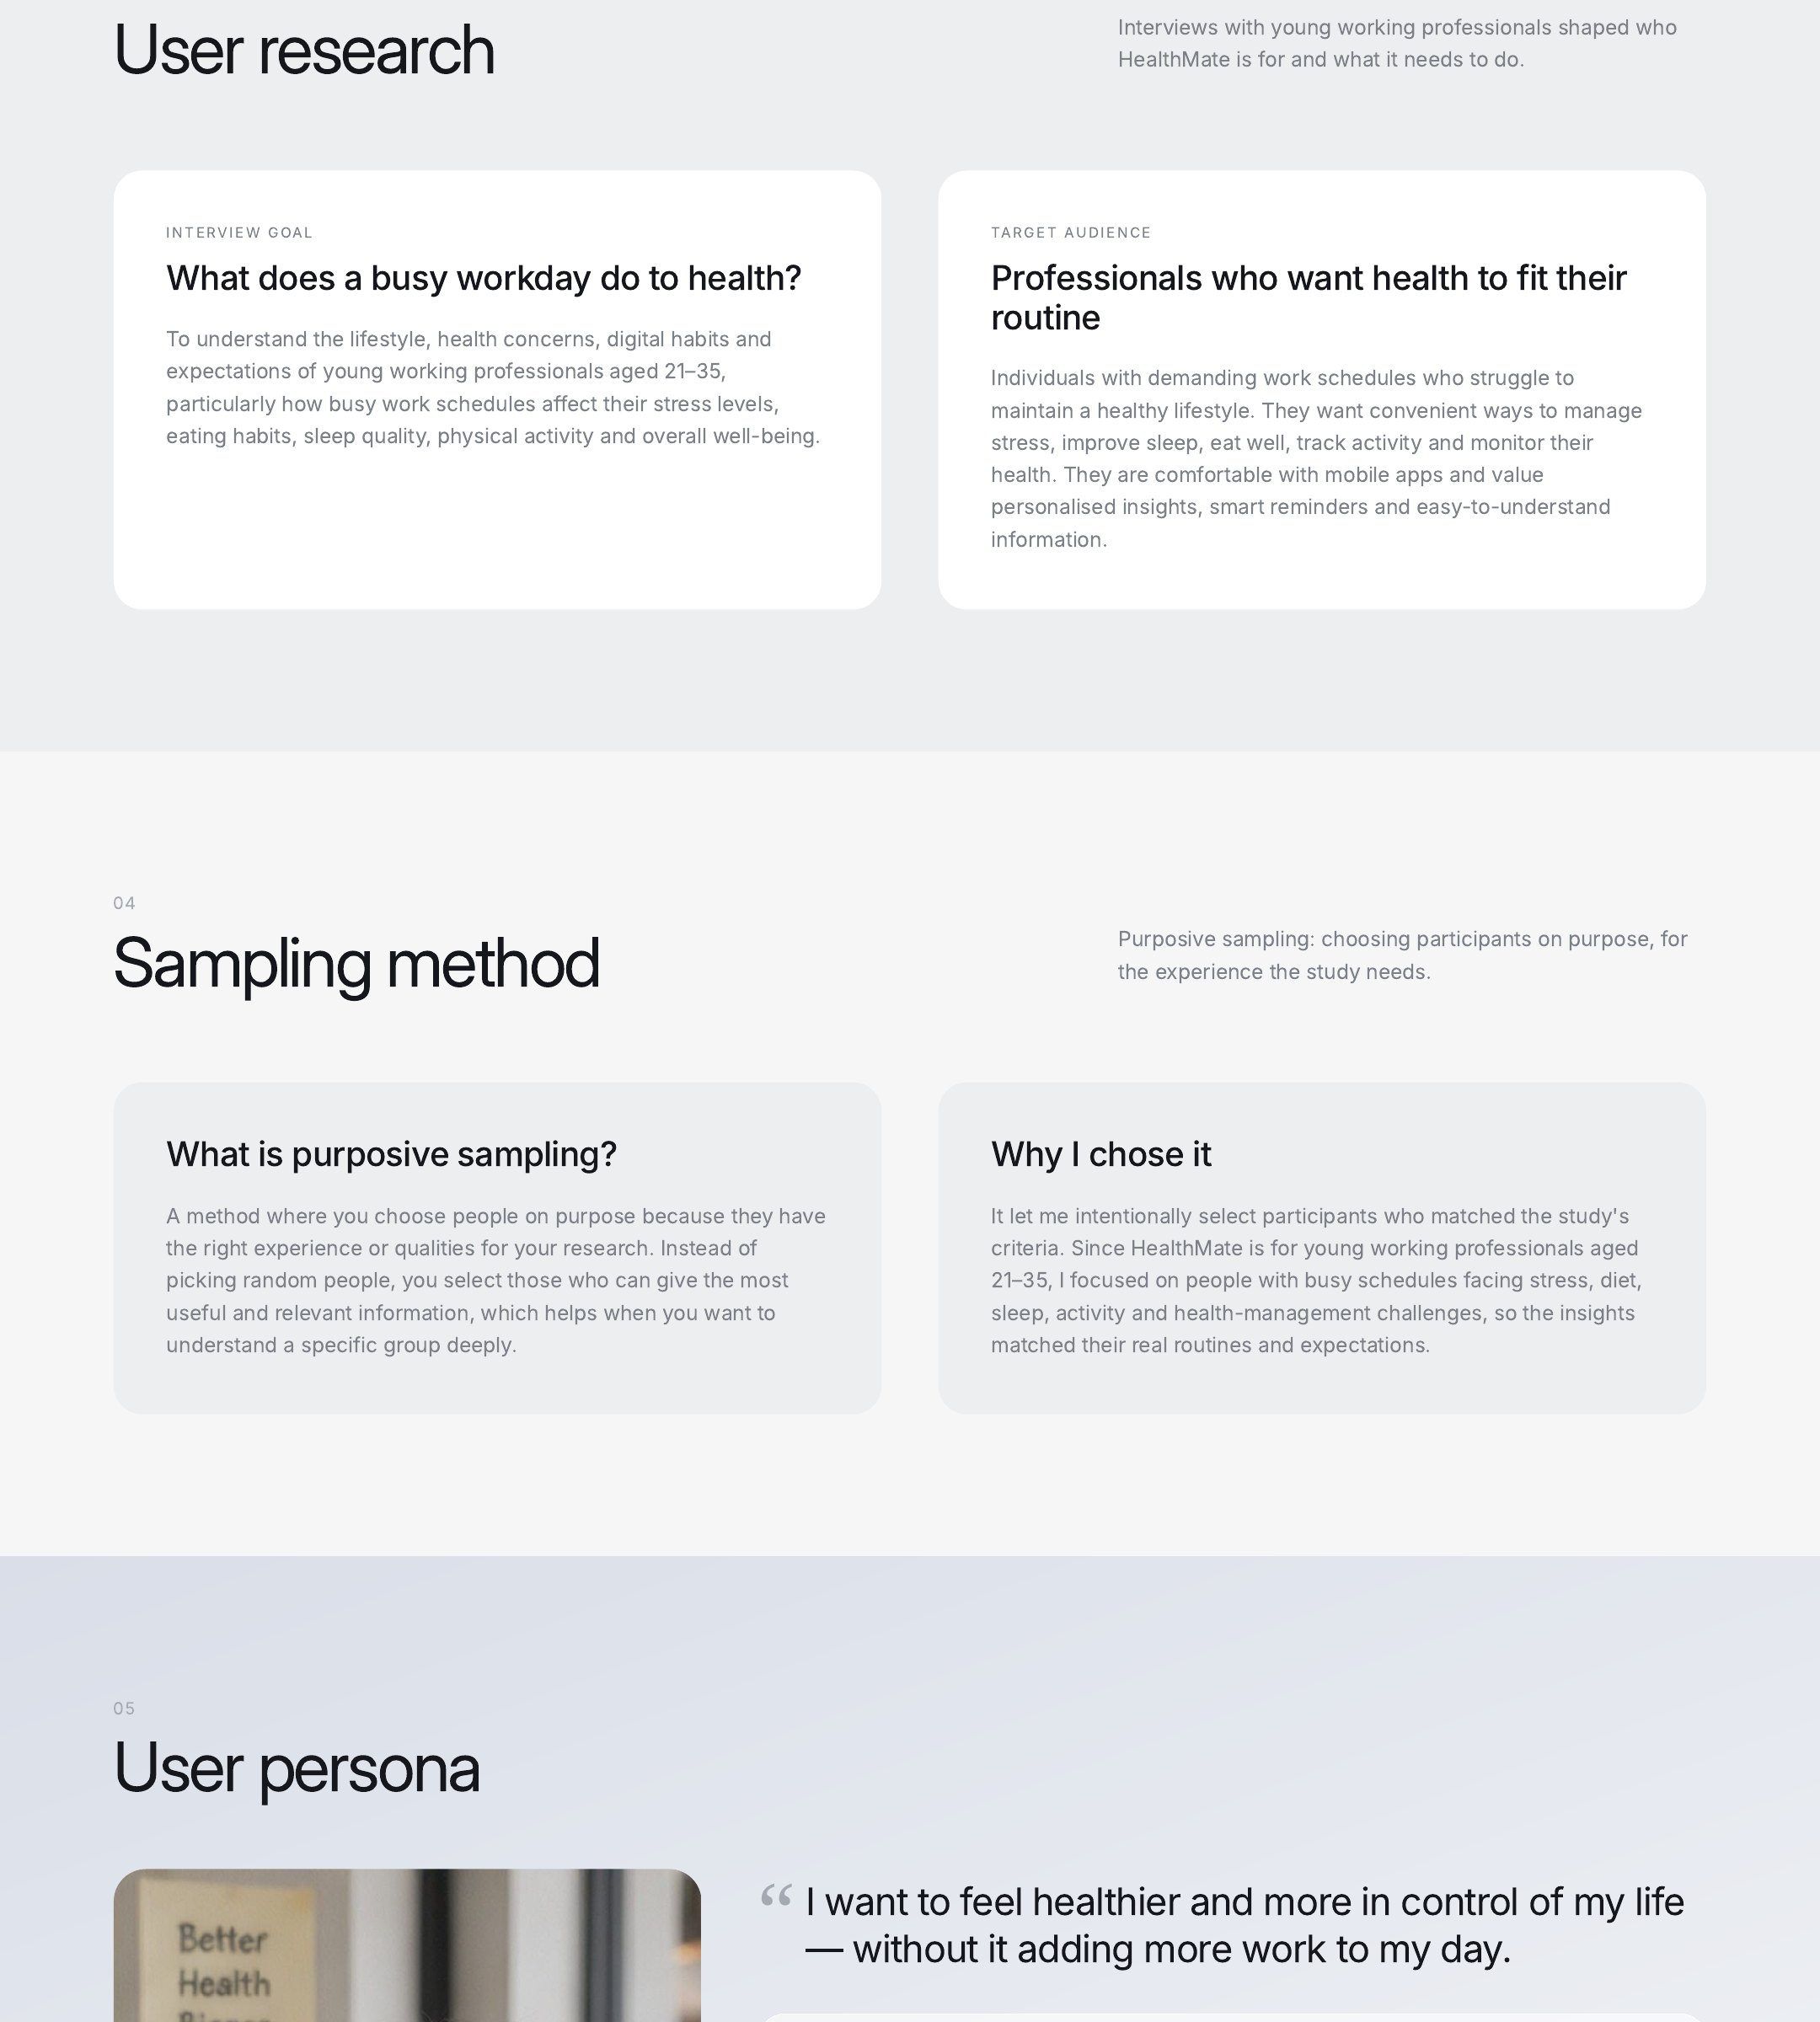 User research
Interviews with young working professionals shaped who
HealthMate is for and what it needs to do.
INTERVIEW GOAL
What does a busy workday do to health?
To understand the lifestyle, health concerns, digital habits and
expectations of young working professionals aged 21–35,
particularly how busy work schedules affect their stress levels,
eating habits, sleep quality, physical activity and overall well-being.
TARGET AUDIENCE
Professionals who want health to fit their
routine
Individuals with demanding work schedules who struggle to
maintain a healthy lifestyle. They want convenient ways to manage
stress, improve sleep, eat well, track activity and monitor their
health. They are comfortable with mobile apps and value
personalised insights, smart reminders and easy-to-understand
information.
04
Sampling method
Purposive sampling: choosing participants on purpose, for
the experience the study needs.
What is purposive sampling?
A method where you choose people on purpose because they have
the right experience or qualities for your research. Instead of
picking random people, you select those who can give the most
useful and relevant information, which helps when you want to
understand a specific group deeply.
Why I chose it
It let me intentionally select participants who matched the study's
criteria. Since HealthMate is for young working professionals aged
21–35, I focused on people with busy schedules facing stress, diet,
sleep, activity and health-management challenges, so the insights
matched their real routines and expectations.
05
User persona
Better
Health
“ I want to feel healthier and more in control of my life
— without it adding more work to my day.